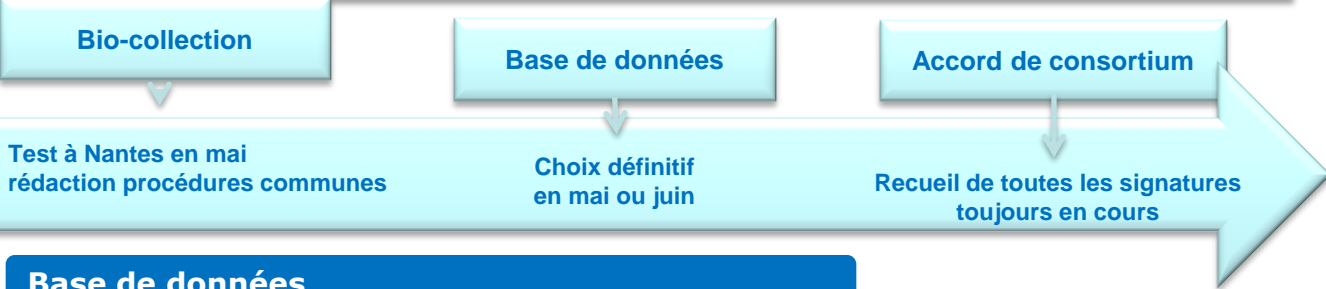 Bio-collection
Base de données
Accord de consortium
Test à Nantes en mai
rédaction procédures communes
Choix définitif
en mai ou juin
Recueil de toutes les signatures
toujours en cours
Base de données